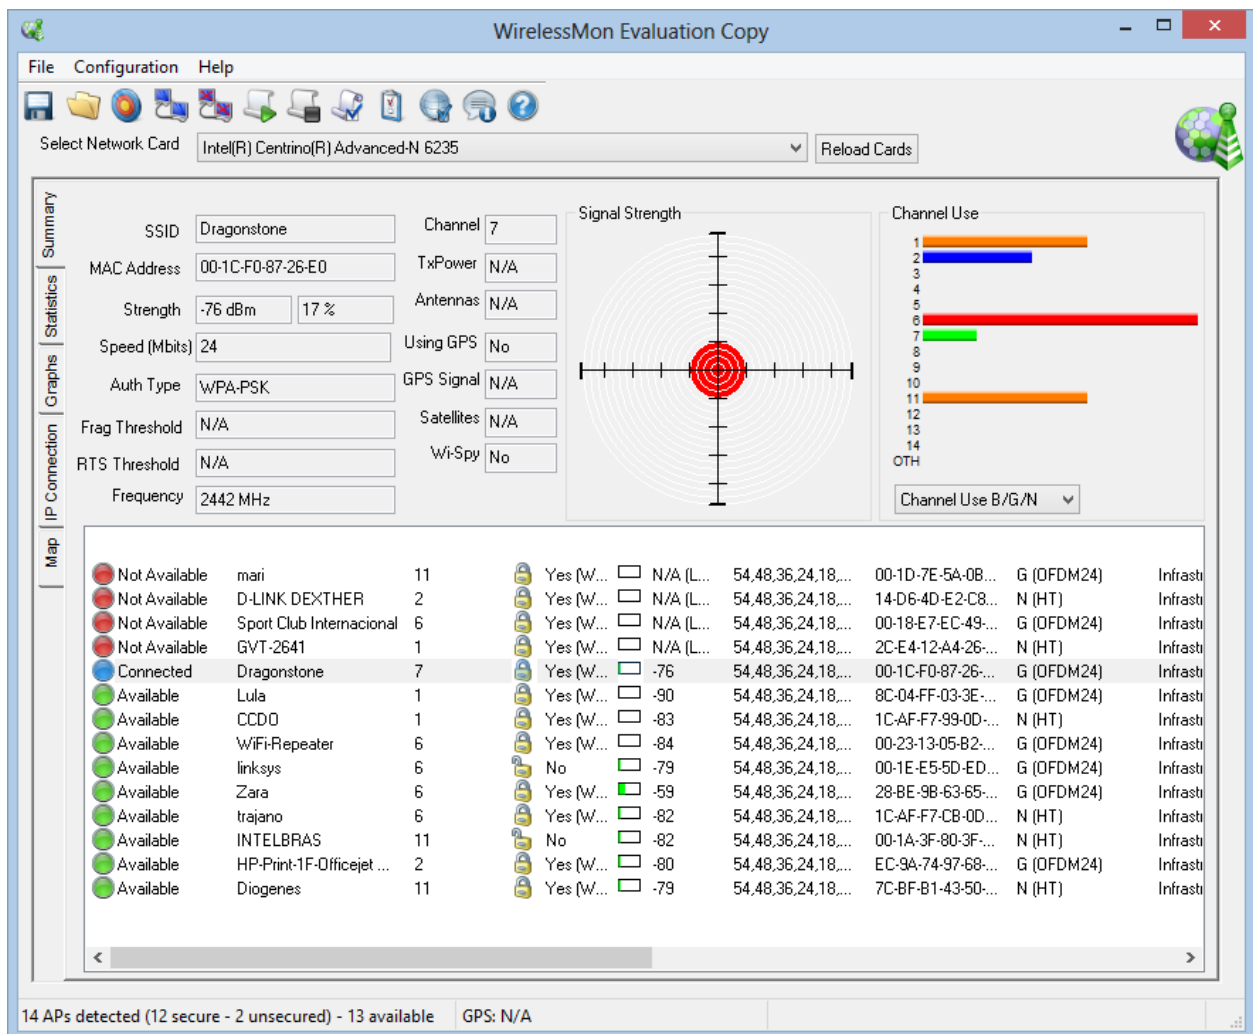 WirelessMon Evaluation Copy
File Configuration Help
Select Network Card Intel(R) Centrino(R) Advanced-N 6235 Reload Cards
Summary
Statistics
Graphs
IP Connection
Map
SSID Dragonstone
MAC Address 00-1C-F0-87-26-E0
Strength -76 dBm 17 %
Speed (Mbits) 24
Auth Type WPA-PSK
Frag Threshold N/A
RTS Threshold N/A
Frequency 2442 MHz
Channel 7
TxPower N/A
Antennas N/A
Using GPS No
GPS Signal N/A
Satellites N/A
Wi-Spy No
Signal Strength
Channel Use
1
2
3
4
5
6
7
8
9
10
11
12
13
14
OTH
Channel Use B/G/N
Not Available mari 11 Yes (W... N/A (L... 54,48,36,24,18,... 00-1D-7E-5A-0B... G (OFDM24) Infrastr
Not Available D-LINK DEXTHER 2 Yes (W... N/A (L... 54,48,36,24,18,... 14-D6-4D-E2-C8... N (HT) Infrastr
Not Available Sport Club Internacional 6 Yes (W... N/A (L... 54,48,36,24,18,... 00-18-E7-EC-49-... G (OFDM24) Infrastr
Not Available GVT-2641 1 Yes (W... N/A (L... 54,48,36,24,18,... 2C-E4-12-A4-26-... N (HT) Infrastr
Connected Dragonstone 7 Yes (W... -76 54,48,36,24,18,... 00-1C-F0-87-26-... G (OFDM24) Infrastr
Available Lula 1 Yes (W... -90 54,48,36,24,18,... 8C-04-FF-03-3E-... G (OFDM24) Infrastr
Available CCDO 1 Yes (W... -83 54,48,36,24,18,... 1C-AF-F7-99-0D-... N (HT) Infrastr
Available WiFi-Repeater 6 Yes (W... -84 54,48,36,24,18,... 00-23-13-05-B2-... G (OFDM24) Infrastr
Available linksys 6 No -79 54,48,36,24,18,... 00-1E-E5-5D-ED... G (OFDM24) Infrastr
Available Zara 6 Yes (W... -59 54,48,36,24,18,... 28-BE-9B-63-65-... G (OFDM24) Infrastr
Available trajano 6 Yes (W... -82 54,48,36,24,18,... 1C-AF-F7-CB-0D... N (HT) Infrastr
Available INTELBRAS 11 No -82 54,48,36,24,18,... 00-1A-3F-80-3F-... N (HT) Infrastr
Available HP-Print-1F-Officejet ... 2 Yes (W... -80 54,48,36,24,18,... EC-9A-74-97-68-... G (OFDM24) Infrastr
Available Diogenes 11 Yes (W... -79 54,48,36,24,18,... 7C-BF-B1-43-50-... N (HT) Infrastr
14 APs detected (12 secure - 2 unsecured) - 13 available GPS: N/A